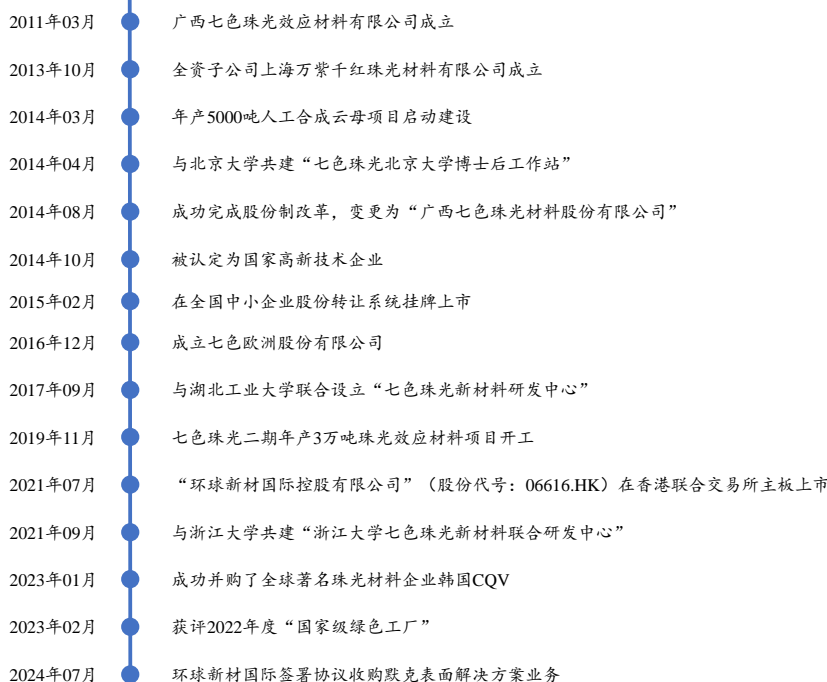 2011年03月 广西七色珠光效应材料有限公司成立
2013年10月 全资子公司上海万紫千红珠光材料有限公司成立
2014年03月 年产5000吨人工合成云母项目启动建设
2014年04月 与北京大学共建“七色珠光北京大学博士后工作站”
2014年08月 成功完成股份制改革，变更为“广西七色珠光材料股份有限公司”
2014年10月 被认定为国家高新技术企业
2015年02月 在全国中小企业股份转让系统挂牌上市
2016年12月 成立七色欧洲股份有限公司
2017年09月 与湖北工业大学联合设立“七色珠光新材料研发中心”
2019年11月 七色珠光二期年产3万吨珠光效应材料项目开工
2021年07月 “环球新材国际控股有限公司”（股份代号：06616.HK）在香港联合交易所主板上市
2021年09月 与浙江大学共建“浙江大学七色珠光新材料联合研发中心”
2023年01月 成功并购了全球著名珠光材料企业韩国CQV
2023年02月 获评2022年度“国家级绿色工厂”
2024年07月 环球新材国际签署协议收购默克表面解决方案业务